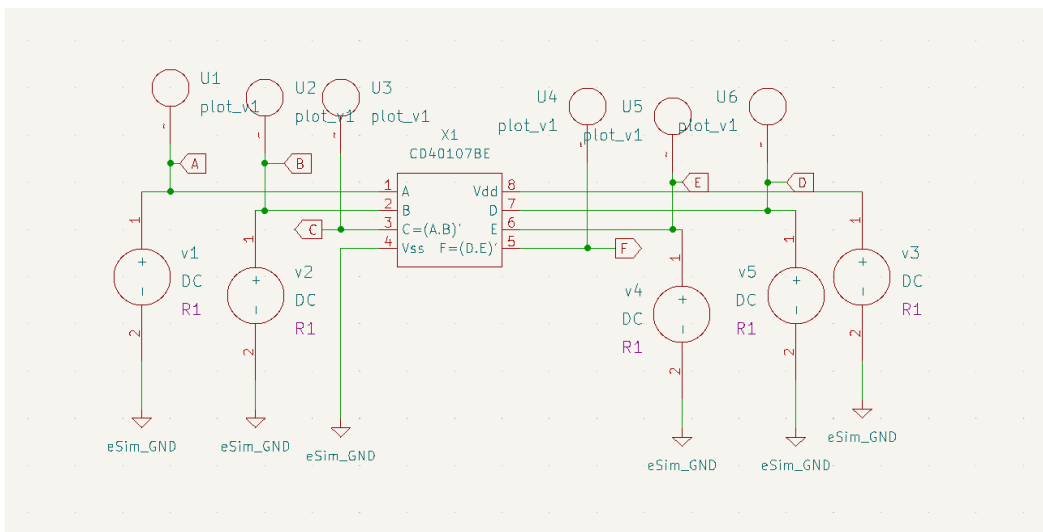 U1
plot_v1
U2
plot_v1
U3
plot_v1
U4
plot_v1
U5
plot_v1
U6
plot_v1
~
~
~
~
~
~
X1
CD40107BE
A
B
C
D
E
F
1
A
2
B
3
C=(A.B)'
4
Vss
Vdd
8
D
7
E
6
F=(D.E)'
5
1
+
v1
DC
R1
2
1
+
v2
DC
R1
2
1
+
v4
DC
R1
2
1
+
v5
DC
R1
2
1
+
v3
DC
R1
2
eSim_GND
eSim_GND
eSim_GND
eSim_GND
eSim_GND
eSim_GND